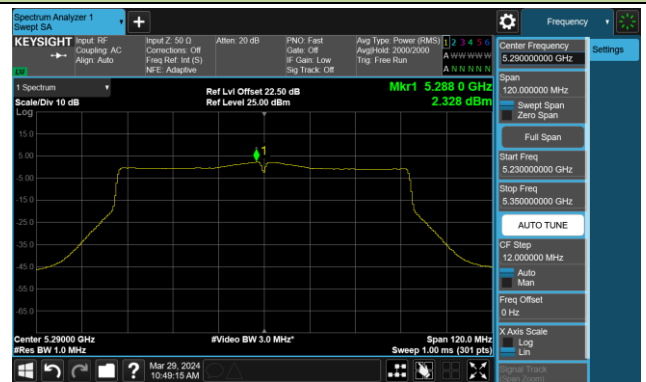 Spectrum Analyzer 1
Swept SA
Frequency
KEYSIGHT
Input: RF
Coupling: AC
Align: Auto
Input Z: 50 Ω
Corrections: Off
Freq Ref: Int (S)
NFE: Adaptive
Atten: 20 dB
PNO: Fast
Gate: Off
IF Gain: Low
Sig Track: Off
Avg Type: Power (RMS)
Avg|Hold: 2000/2000
Trig: Free Run
1 2 3 4 5 6
A W W W W W
A N N N N N
1 Spectrum
Scale/Div 10 dB
Log
Ref Lvl Offset 22.50 dB
Ref Level 25.00 dBm
Mkr1 5.288 0 GHz
2.328 dBm
15.0
5.00
-5.00
-15.0
-25.0
-35.0
-45.0
-55.0
-65.0
1
Center 5.29000 GHz
#Res BW 1.0 MHz
#Video BW 3.0 MHz*
Span 120.0 MHz
Sweep 1.00 ms (301 pts)
Mar 29, 2024
10:49:15 AM
Center Frequency
5.290000000 GHz
Settings
Span
120.000000 MHz
Swept Span
Zero Span
Full Span
Start Freq
5.230000000 GHz
Stop Freq
5.350000000 GHz
AUTO TUNE
CF Step
12.000000 MHz
Auto
Man
Freq Offset
0 Hz
X Axis Scale
Log
Lin
Signal Track
(Span Zoom)